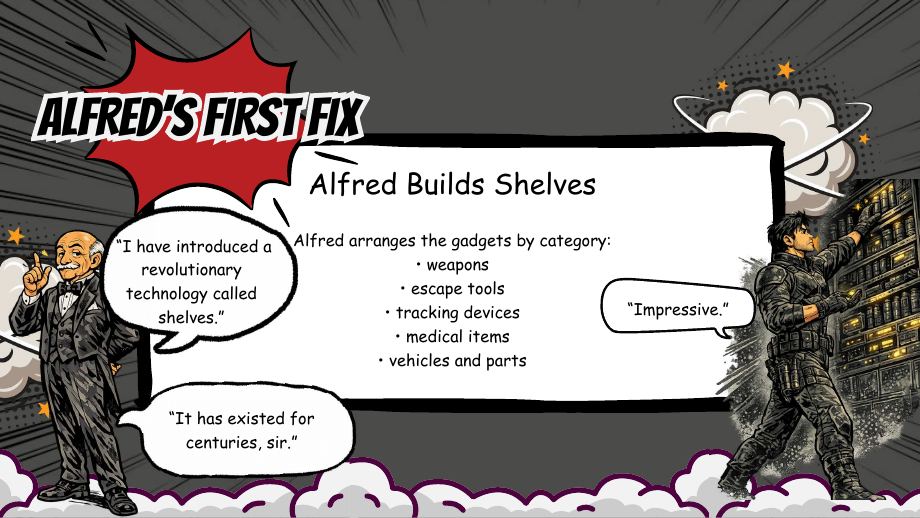 ALFRED'S FIRST FIX
Alfred Builds Shelves
“I have introduced a
revolutionary
technology called
shelves.”
Alfred arranges the gadgets by category:
• weapons
• escape tools
• tracking devices
• medical items
• vehicles and parts
“Impressive.”
“It has existed for
centuries, sir.”